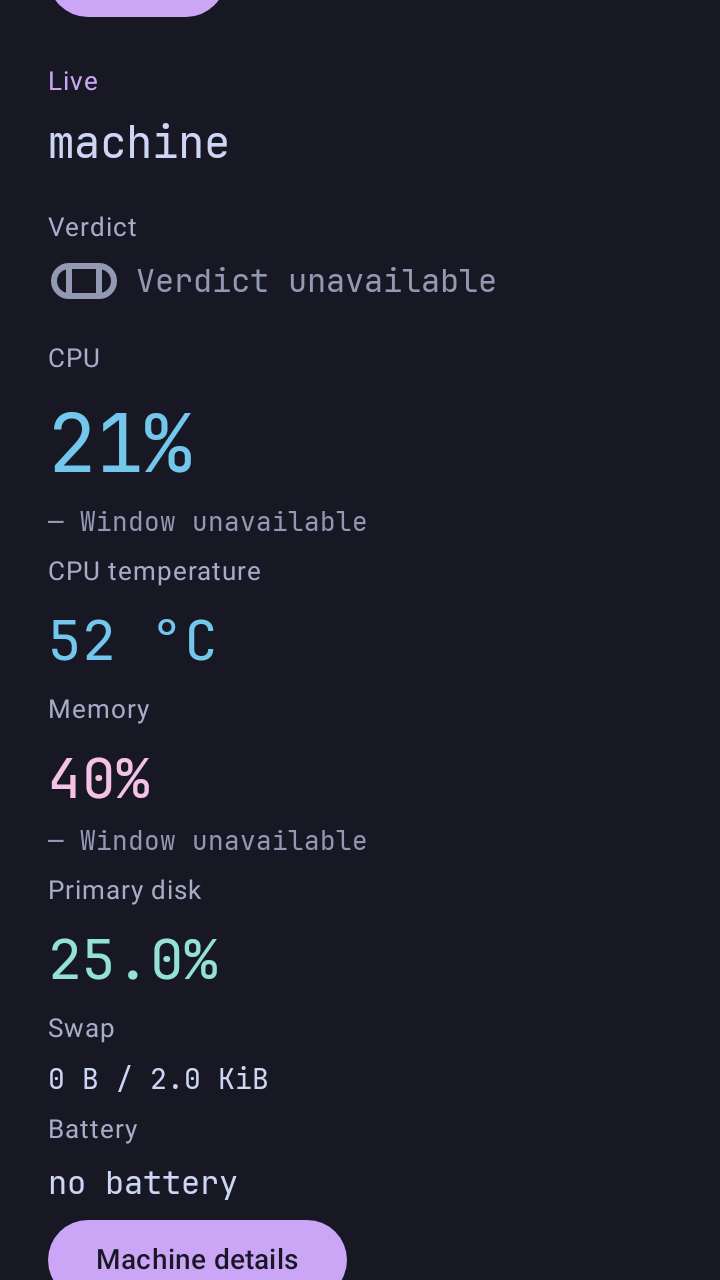 Live
machine
Verdict
Verdict unavailable
CPU
21%
— Window unavailable
CPU temperature
52 °C
Memory
40%
— Window unavailable
Primary disk
25.0%
Swap
0 B / 2.0 KiB
Battery
no battery
Machine details